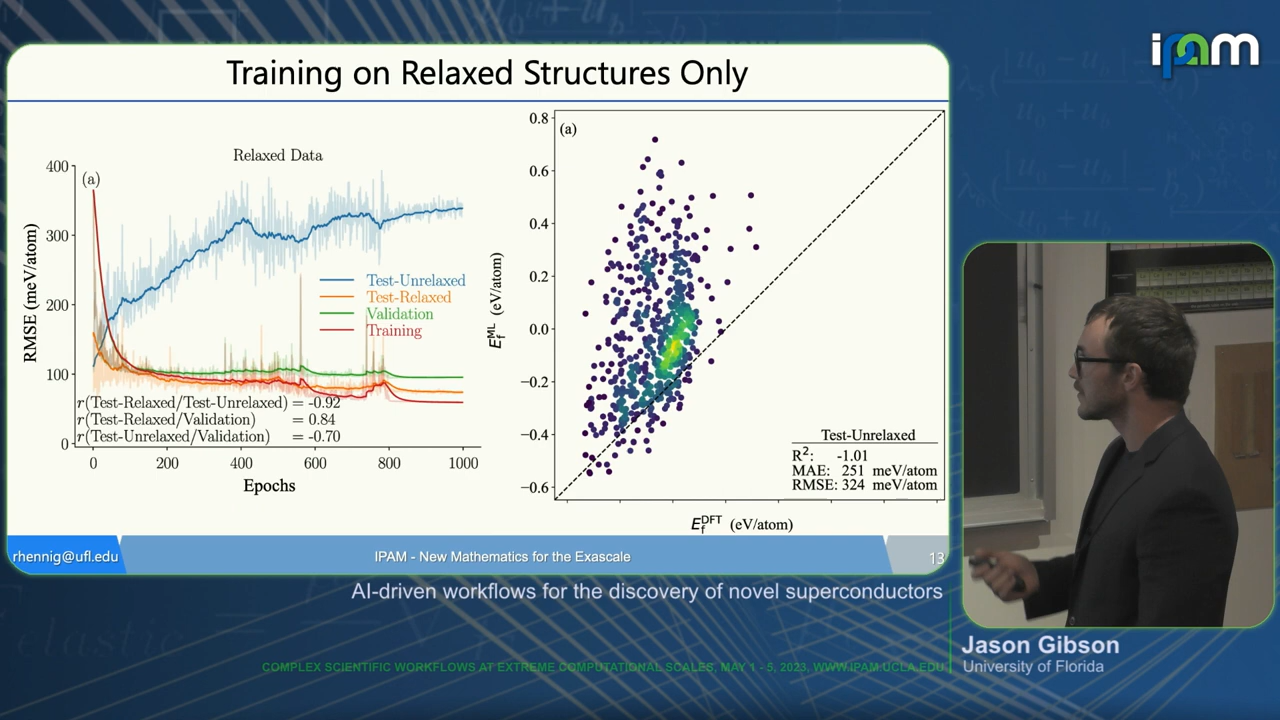 ipam
Training on Relaxed Structures Only
Relaxed Data
(a)
400
300
200
100
0
RMSE (meV/atom)
Test-Unrelaxed
Test-Relaxed
Validation
Training
r(Test-Relaxed/Test-Unrelaxed) = -0.92
r(Test-Relaxed/Validation) = 0.84
r(Test-Unrelaxed/Validation) = -0.70
0 200 400 600 800 1000
Epochs
(a)
0.8
0.6
0.4
0.2
0.0
−0.2
−0.4
−0.6
E_f^ML (eV/atom)
Test-Unrelaxed
R²: -1.01
MAE: 251 meV/atom
RMSE: 324 meV/atom
E_f^DFT (eV/atom)
rhennig@ufl.edu
IPAM - New Mathematics for the Exascale
13
AI-driven workflows for the discovery of novel superconductors
Jason Gibson
University of Florida
COMPLEX SCIENTIFIC WORKFLOWS AT EXTREME COMPUTATIONAL SCALES, MAY 1 - 5, 2023, WWW.IPAM.UCLA.EDU
elastic